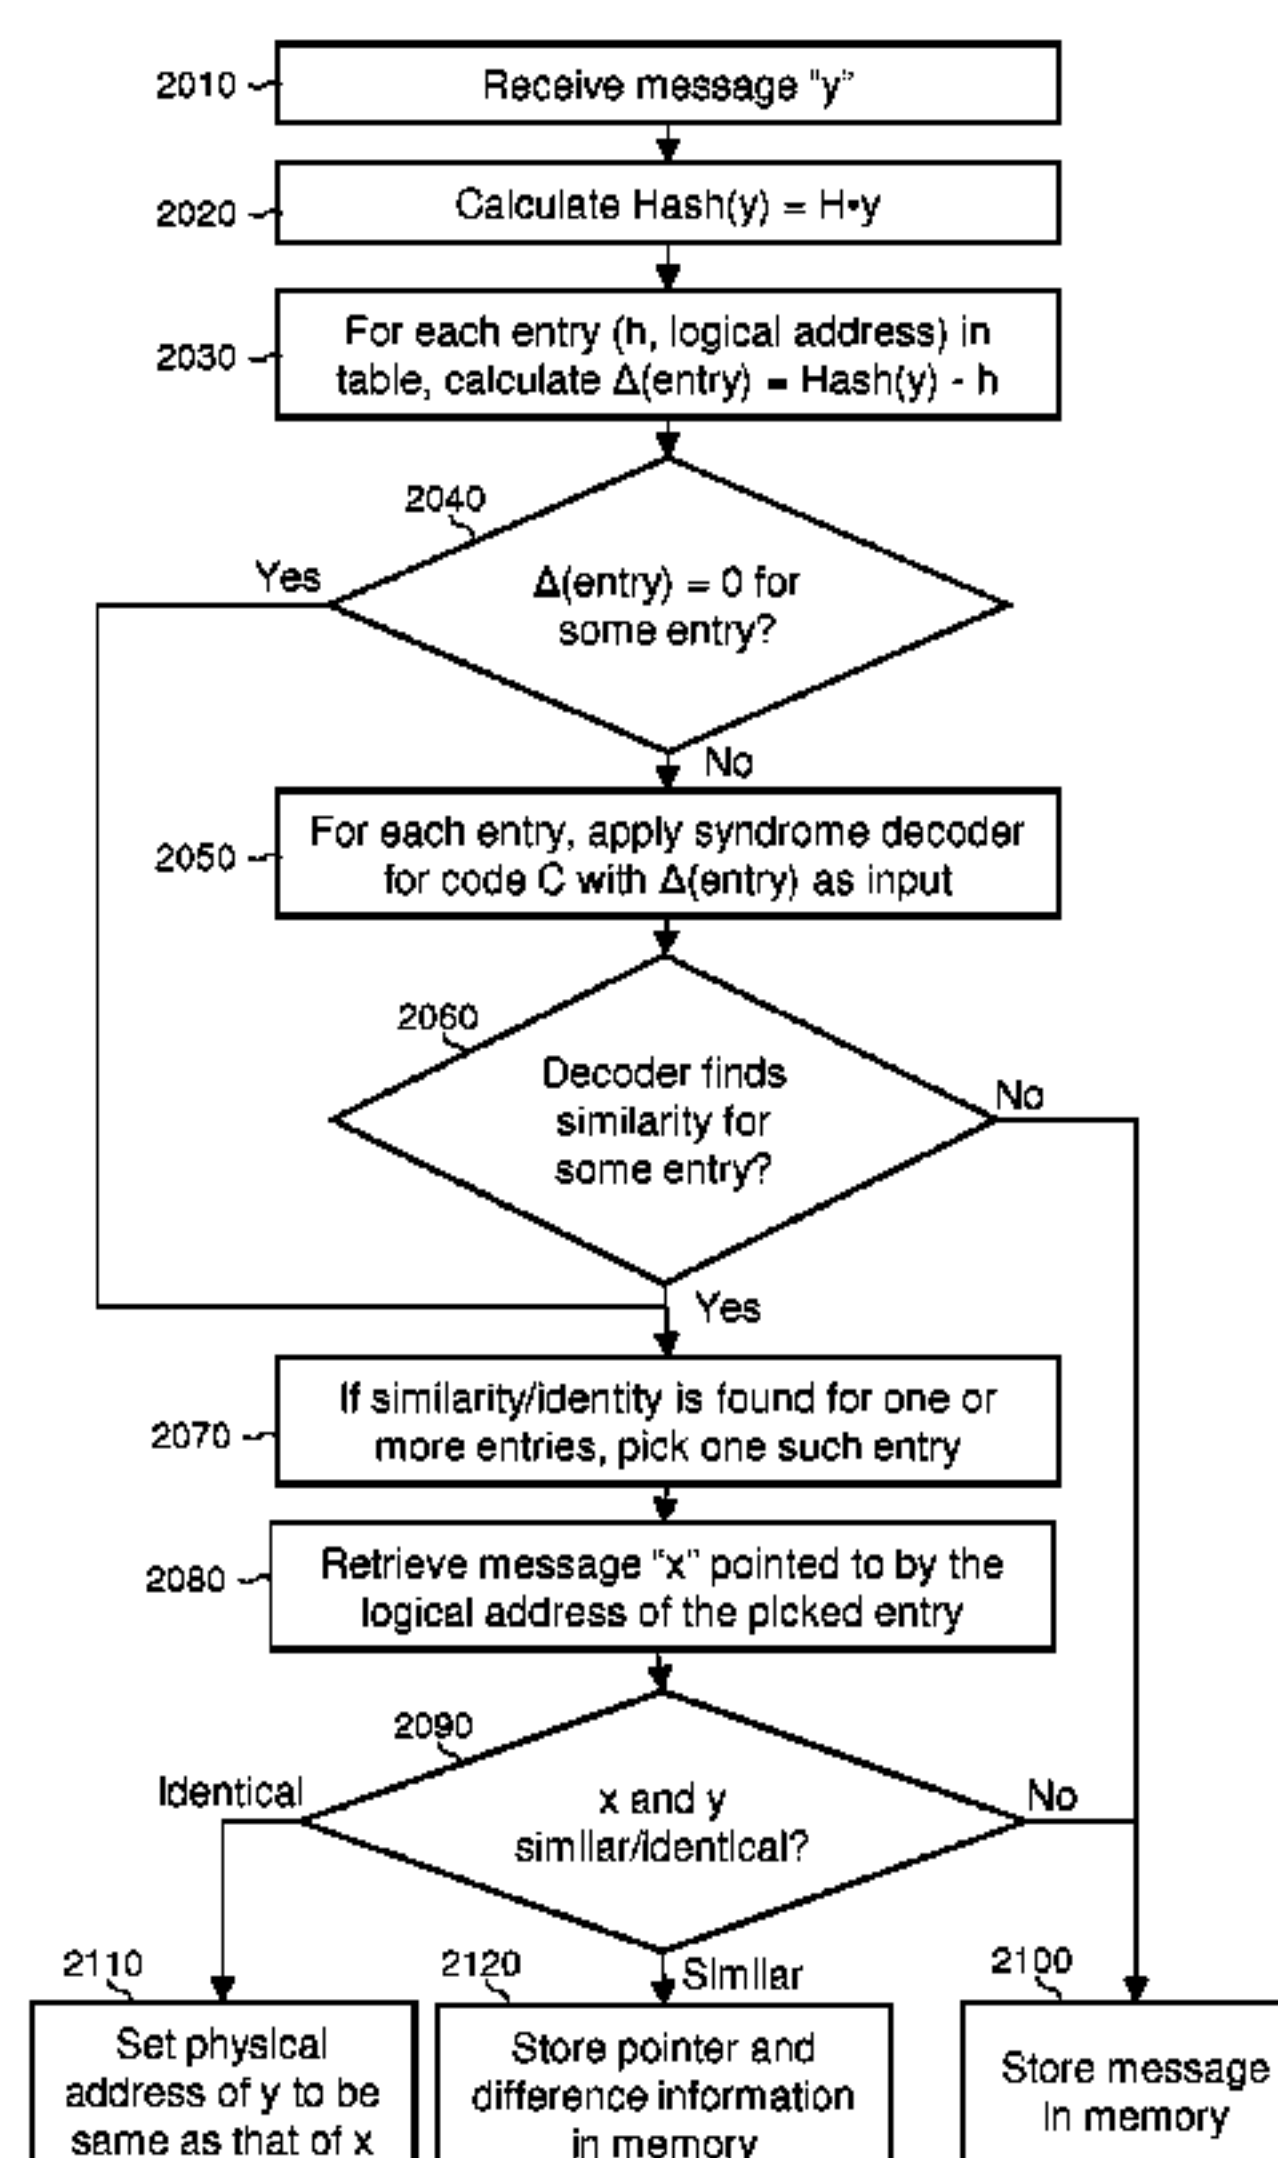 2010
Receive message "y"
2020
Calculate Hash(y) = H•y
2030
For each entry (h, logical address) in
table, calculate Δ(entry) = Hash(y) - h
2040
Yes
Δ(entry) = 0 for
some entry?
No
2050
For each entry, apply syndrome decoder
for code C with Δ(entry) as input
2060
Decoder finds
similarity for
some entry?
No
Yes
2070
If similarity/identity is found for one or
more entries, pick one such entry
2080
Retrieve message "x" pointed to by the
logical address of the picked entry
2090
Identical
x and y
similar/identical?
No
Similar
2110
Set physical
address of y to be
same as that of x
2120
Store pointer and
difference information
in memory
2100
Store message
in memory